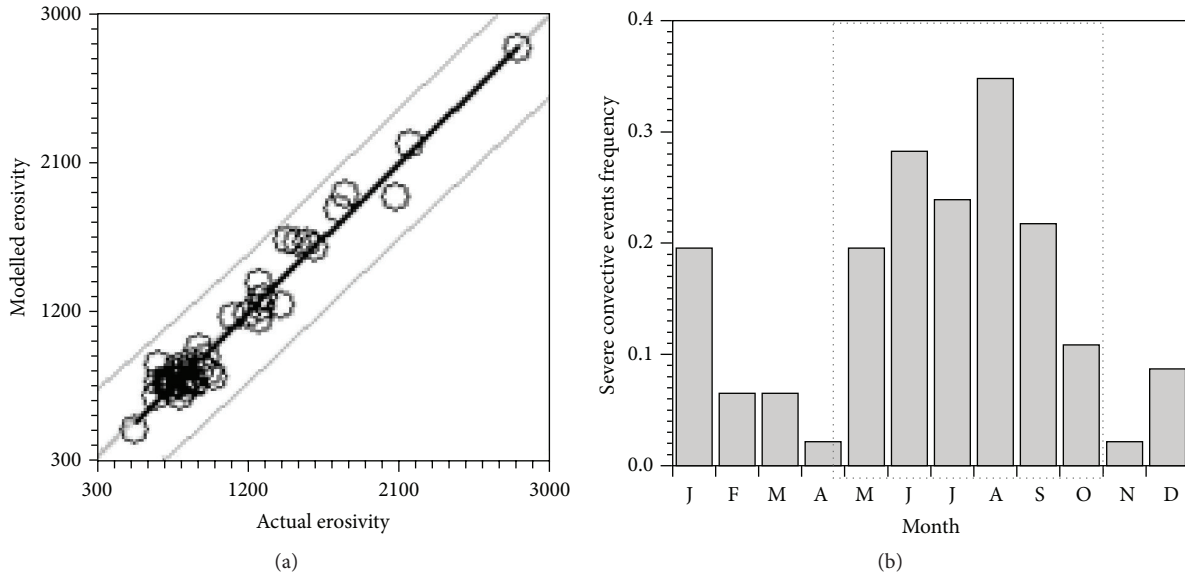 3000
2100
1200
300
Modelled erosivity
300 1200 2100 3000
Actual erosivity
(a)
0.4
0.3
0.2
0.1
0.0
Severe convective events frequency
J F M A M J J A S O N D
Month
(b)